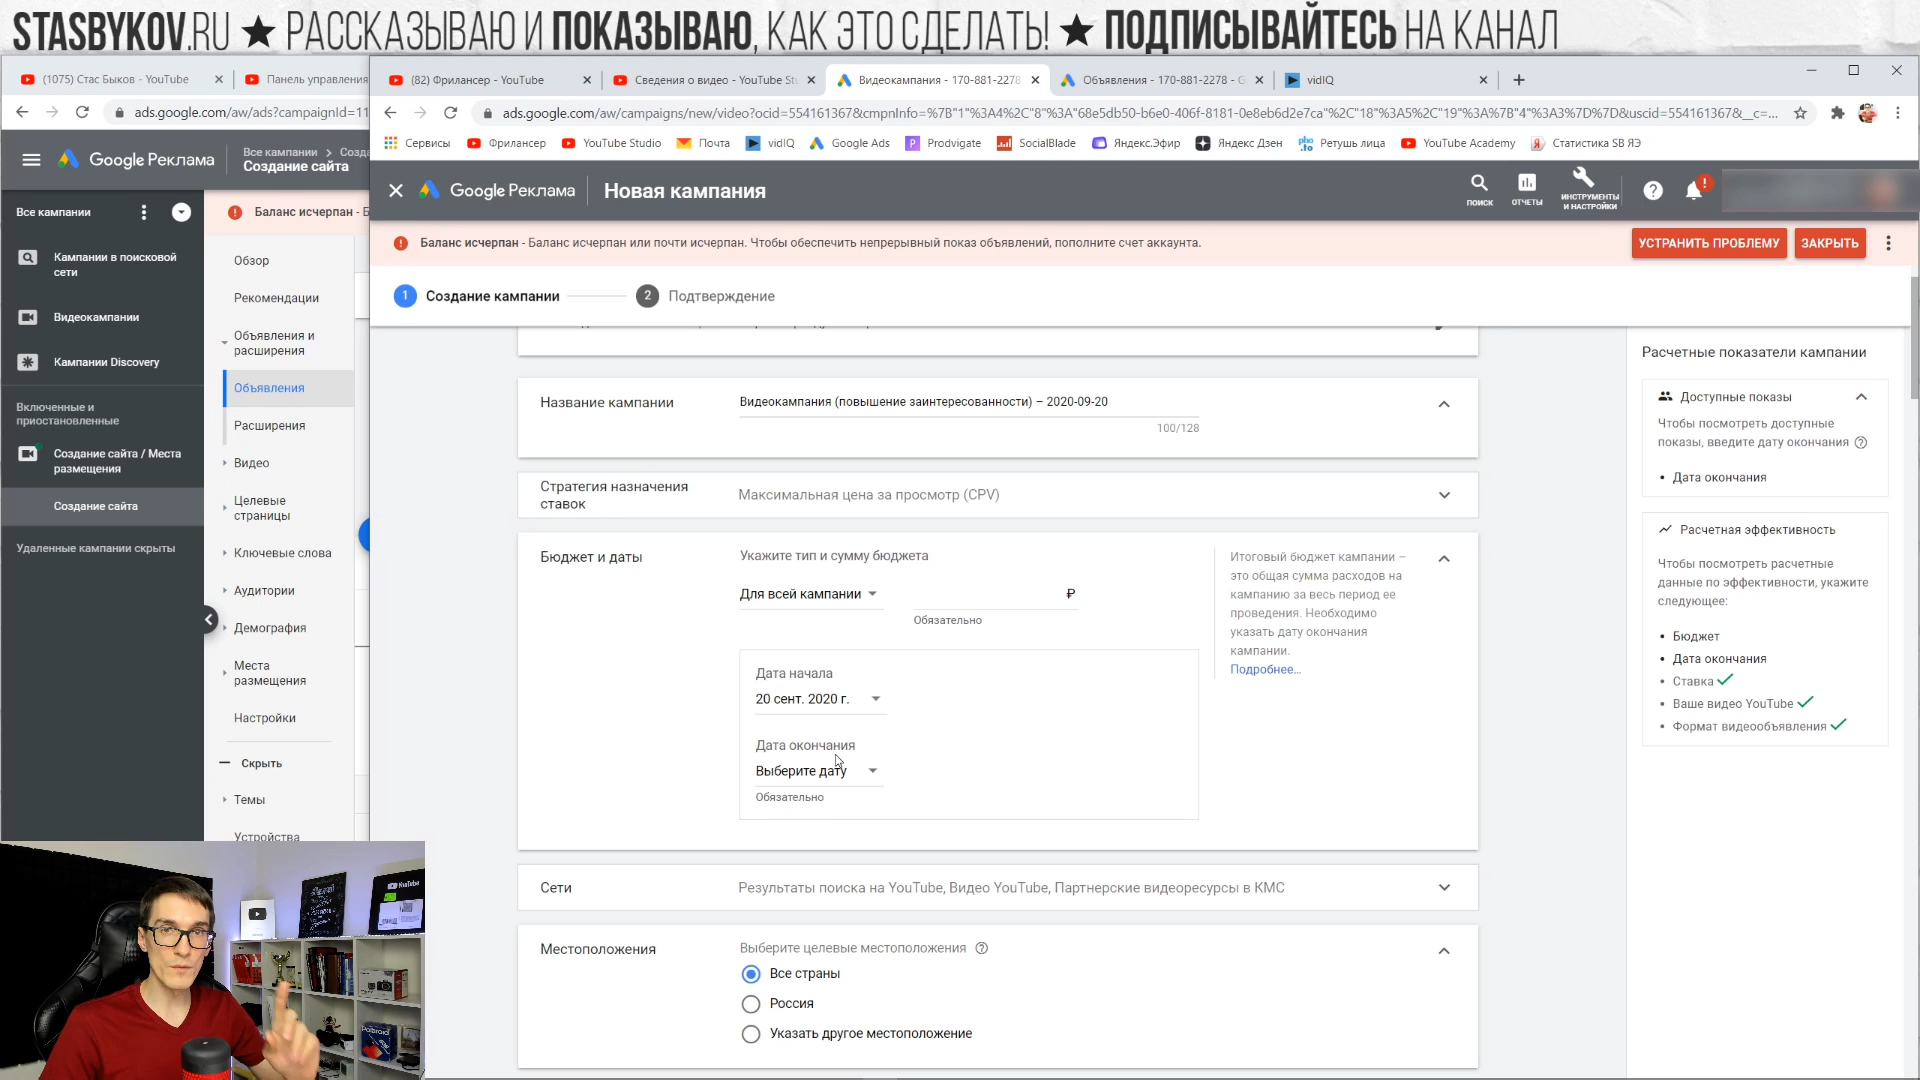 STASBYKOV.RU ★ РАССКАЗЫВАЮ И ПОКАЗЫВАЮ, КАК ЭТО СДЕЛАТЬ! ★ ПОДПИСЫВАЙТЕСЬ НА КАНАЛ
(1075) Стас Быков - YouTube
Панель управления
(82) Фрилансер - YouTube
Сведения о видео - YouTube St
Видеокампания - 170-881-2278
Объявления - 170-881-2278 - G
vidIQ
ads.google.com/aw/ads?campaignId=11
ads.google.com/aw/campaigns/new/video?ocid=554161367&cmpnInfo=%7B"1"%3A4%2C"8"%3A"68e5db50-b6e0-406f-8181-0e8eb6d2e7ca"%2C"18"%3A5%2C"19"%3A%7B"4"%3A3%7D%7D&uscid=554161367&__c=...
Сервисы
Фрилансер
YouTube Studio
Почта
vidIQ
Google Ads
Prodvigate
SocialBlade
Яндекс.Эфир
Яндекс Дзен
Ретушь лица
YouTube Academy
Статистика SB ЯЭ
Google Реклама
Все кампании > Созда
Создание сайта
Google Реклама
Новая кампания
ПОИСК
ОТЧЕТЫ
ИНСТРУМЕНТЫ
И НАСТРОЙКИ
Все кампании
Кампании в поисковой
сети
Видеокампании
Кампании Discovery
Включенные и
приостановленные
Создание сайта / Места
размещения
Создание сайта
Удаленные кампании скрыты
Баланс исчерпан - Б
Обзор
Рекомендации
Объявления и
расширения
Объявления
Расширения
Видео
Целевые
страницы
Ключевые слова
Аудитории
Демография
Места
размещения
Настройки
Скрыть
Темы
Устройства
Баланс исчерпан - Баланс исчерпан или почти исчерпан. Чтобы обеспечить непрерывный показ объявлений, пополните счет аккаунта.
УСТРАНИТЬ ПРОБЛЕМУ
ЗАКРЫТЬ
1 Создание кампании
2 Подтверждение
Название кампании
Видеокампания (повышение заинтересованности) – 2020-09-20
100/128
Стратегия назначения
ставок
Максимальная цена за просмотр (CPV)
Бюджет и даты
Укажите тип и сумму бюджета
Для всей кампании
₽
Обязательно
Дата начала
20 сент. 2020 г.
Дата окончания
Выберите дату
Обязательно
Итоговый бюджет кампании –
это общая сумма расходов на
кампанию за весь период ее
проведения. Необходимо
указать дату окончания
кампании.
Подробнее...
Сети
Результаты поиска на YouTube, Видео YouTube, Партнерские видеоресурсы в КМС
Местоположения
Выберите целевые местоположения
Все страны
Россия
Указать другое местоположение
Расчетные показатели кампании
Доступные показы
Чтобы посмотреть доступные
показы, введите дату окончания
• Дата окончания
Расчетная эффективность
Чтобы посмотреть расчетные
данные по эффективности, укажите
следующее:
• Бюджет
• Дата окончания
• Ставка
• Ваше видео YouTube
• Формат видеообъявления
YouTube
Polaroid